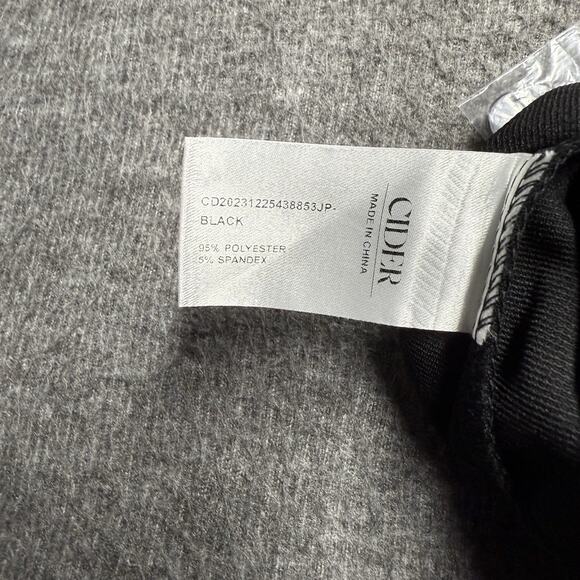 CIDER
MADE IN CHINA
CD20231225438853JP-
BLACK
95% POLYESTER
5% SPANDEX